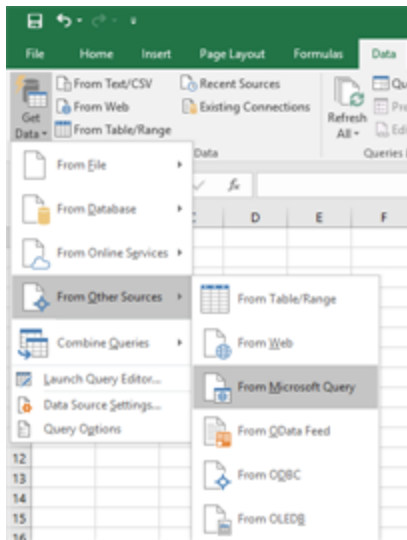 File Home Insert Page Layout Formulas Data
Get Data
From Text/CSV
From Web
From Table/Range
Recent Sources
Existing Connections
Refresh All
Data
Queries
fx
D E F
From File
From Database
From Online Services
From Other Sources
Combine Queries
Launch Query Editor...
Data Source Settings...
Query Options
From Table/Range
From Web
From Microsoft Query
From OData Feed
From ODBC
From OLEDB
12
13
14
15
16